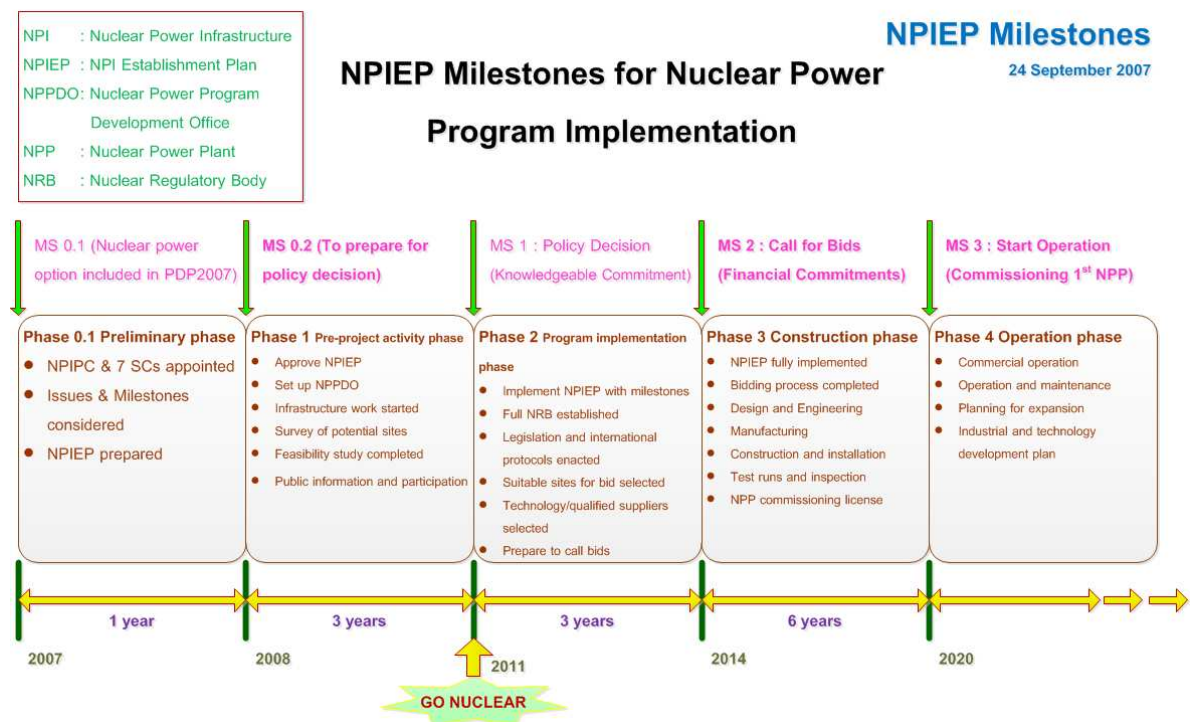 NPI : Nuclear Power Infrastructure
NPIEP : NPI Establishment Plan
NPPDO: Nuclear Power Program
Development Office
NPP : Nuclear Power Plant
NRB : Nuclear Regulatory Body
NPIEP Milestones
24 September 2007
NPIEP Milestones for Nuclear Power
Program Implementation
MS 0.1 (Nuclear power
option included in PDP2007)
MS 0.2 (To prepare for
policy decision)
MS 1 : Policy Decision
(Knowledgeable Commitment)
MS 2 : Call for Bids
(Financial Commitments)
MS 3 : Start Operation
(Commissioning 1st NPP)
Phase 0.1 Preliminary phase
● NPIPC & 7 SCs appointed
● Issues & Milestones
considered
● NPIEP prepared
Phase 1 Pre-project activity phase
● Approve NPIEP
● Set up NPPDO
● Infrastructure work started
● Survey of potential sites
● Feasibility study completed
● Public information and participation
Phase 2 Program implementation
phase
● Implement NPIEP with milestones
● Full NRB established
● Legislation and international
protocols enacted
● Suitable sites for bid selected
● Technology/qualified suppliers
selected
● Prepare to call bids
Phase 3 Construction phase
● NPIEP fully implemented
● Bidding process completed
● Design and Engineering
● Manufacturing
● Construction and installation
● Test runs and inspection
● NPP commissioning license
Phase 4 Operation phase
● Commercial operation
● Operation and maintenance
● Planning for expansion
● Industrial and technology
development plan
1 year
3 years
3 years
6 years
2007
2008
2011
2014
2020
GO NUCLEAR